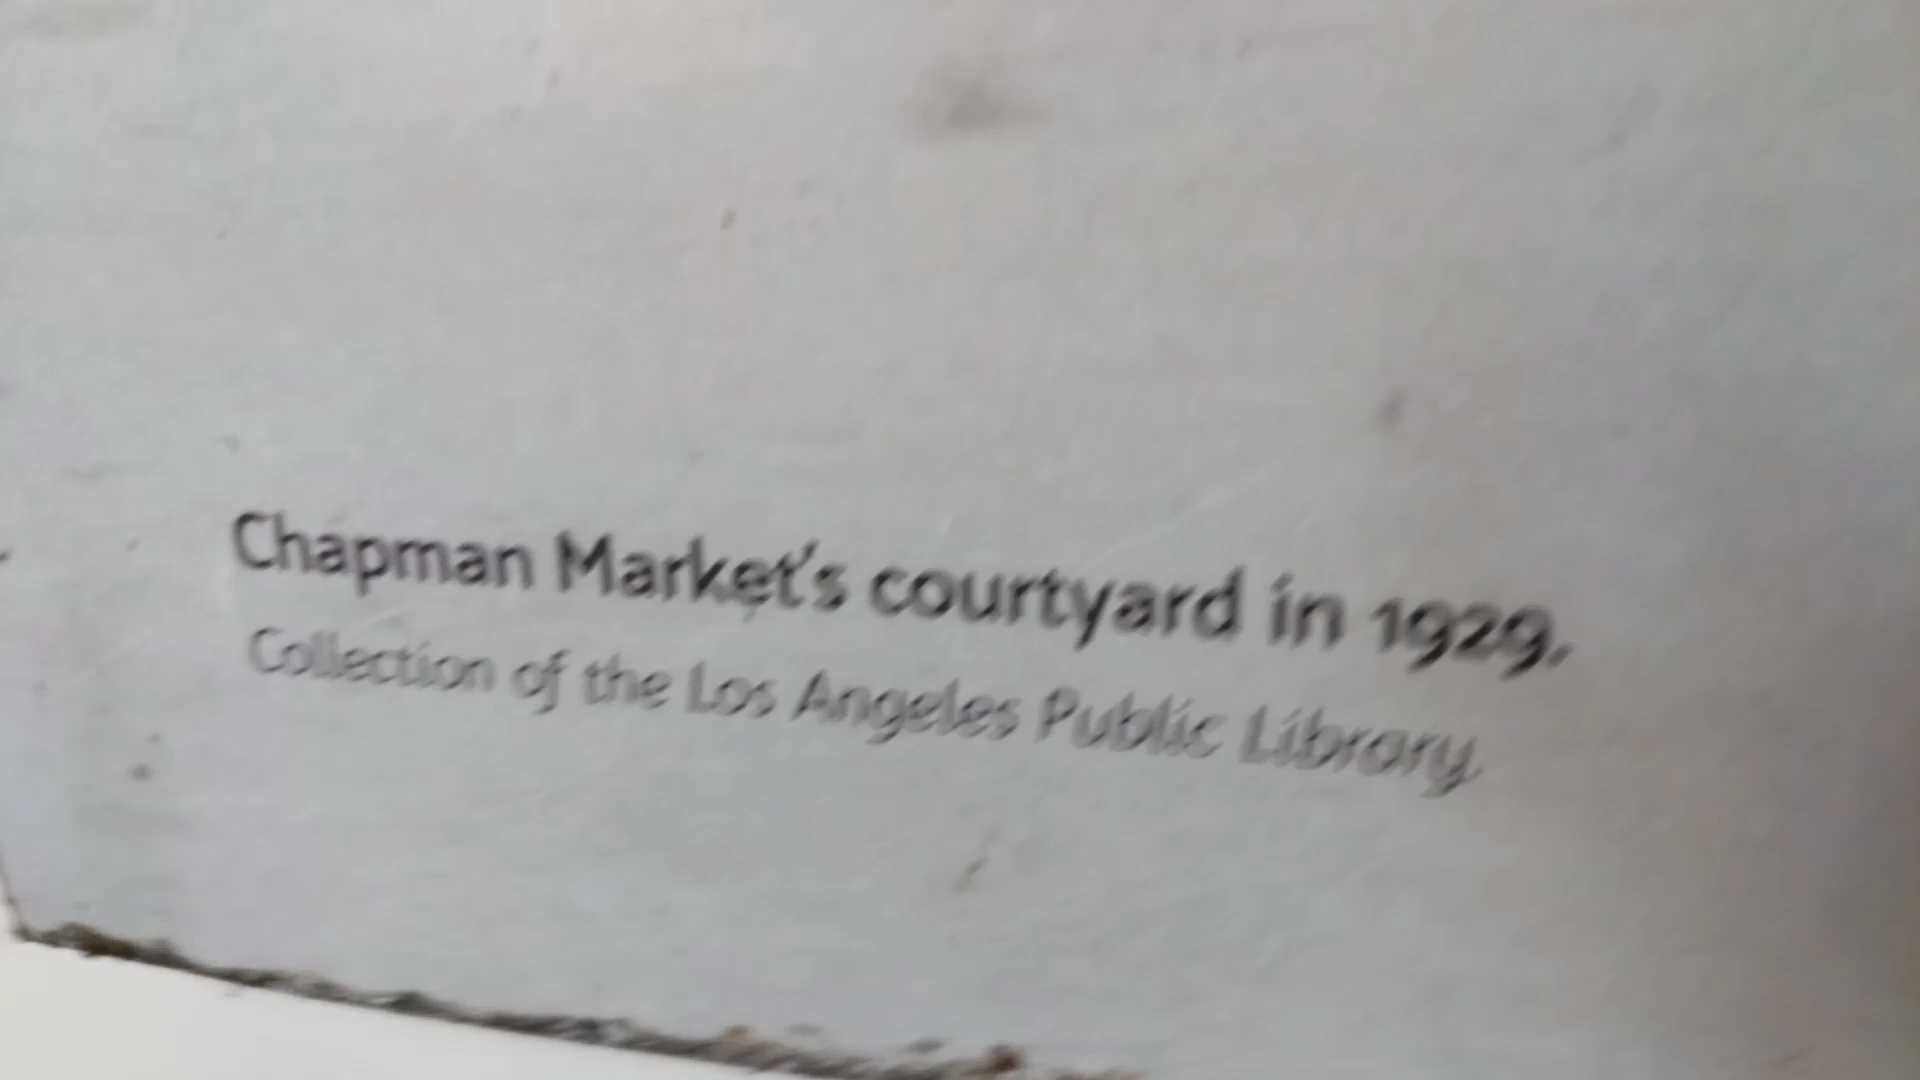 Chapman Market's courtyard in 1929.
Collection of the Los Angeles Public Library.